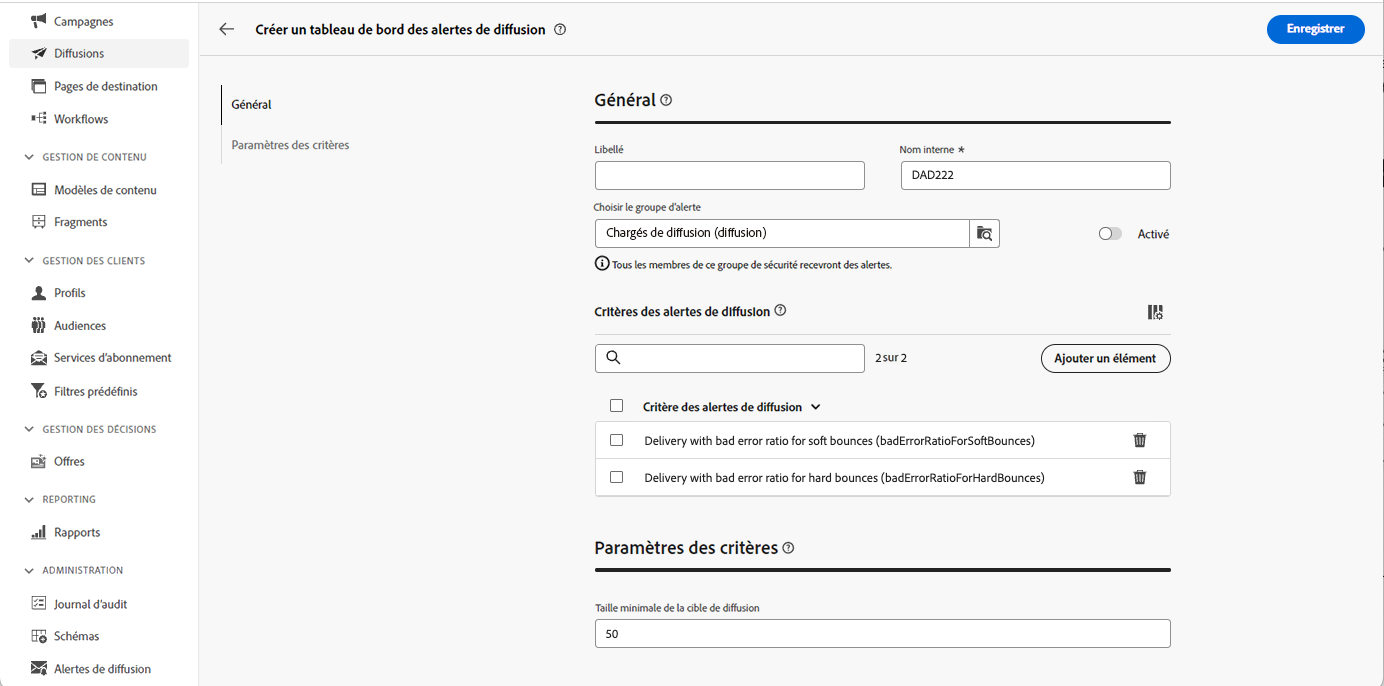 Campagnes
Diffusions
Pages de destination
Workflows
GESTION DE CONTENU
Modèles de contenu
Fragments
GESTION DES CLIENTS
Profils
Audiences
Services d'abonnement
Filtres prédéfinis
GESTION DES DÉCISIONS
Offres
REPORTING
Rapports
ADMINISTRATION
Journal d'audit
Schémas
Alertes de diffusion
Créer un tableau de bord des alertes de diffusion
Enregistrer
Général
Paramètres des critères
Général
Libellé
Nom interne *
DAD222
Choisir le groupe d'alerte
Chargés de diffusion (diffusion)
Activé
Tous les membres de ce groupe de sécurité recevront des alertes.
Critères des alertes de diffusion
2 sur 2
Ajouter un élément
Critère des alertes de diffusion
Delivery with bad error ratio for soft bounces (badErrorRatioForSoftBounces)
Delivery with bad error ratio for hard bounces (badErrorRatioForHardBounces)
Paramètres des critères
Taille minimale de la cible de diffusion
50